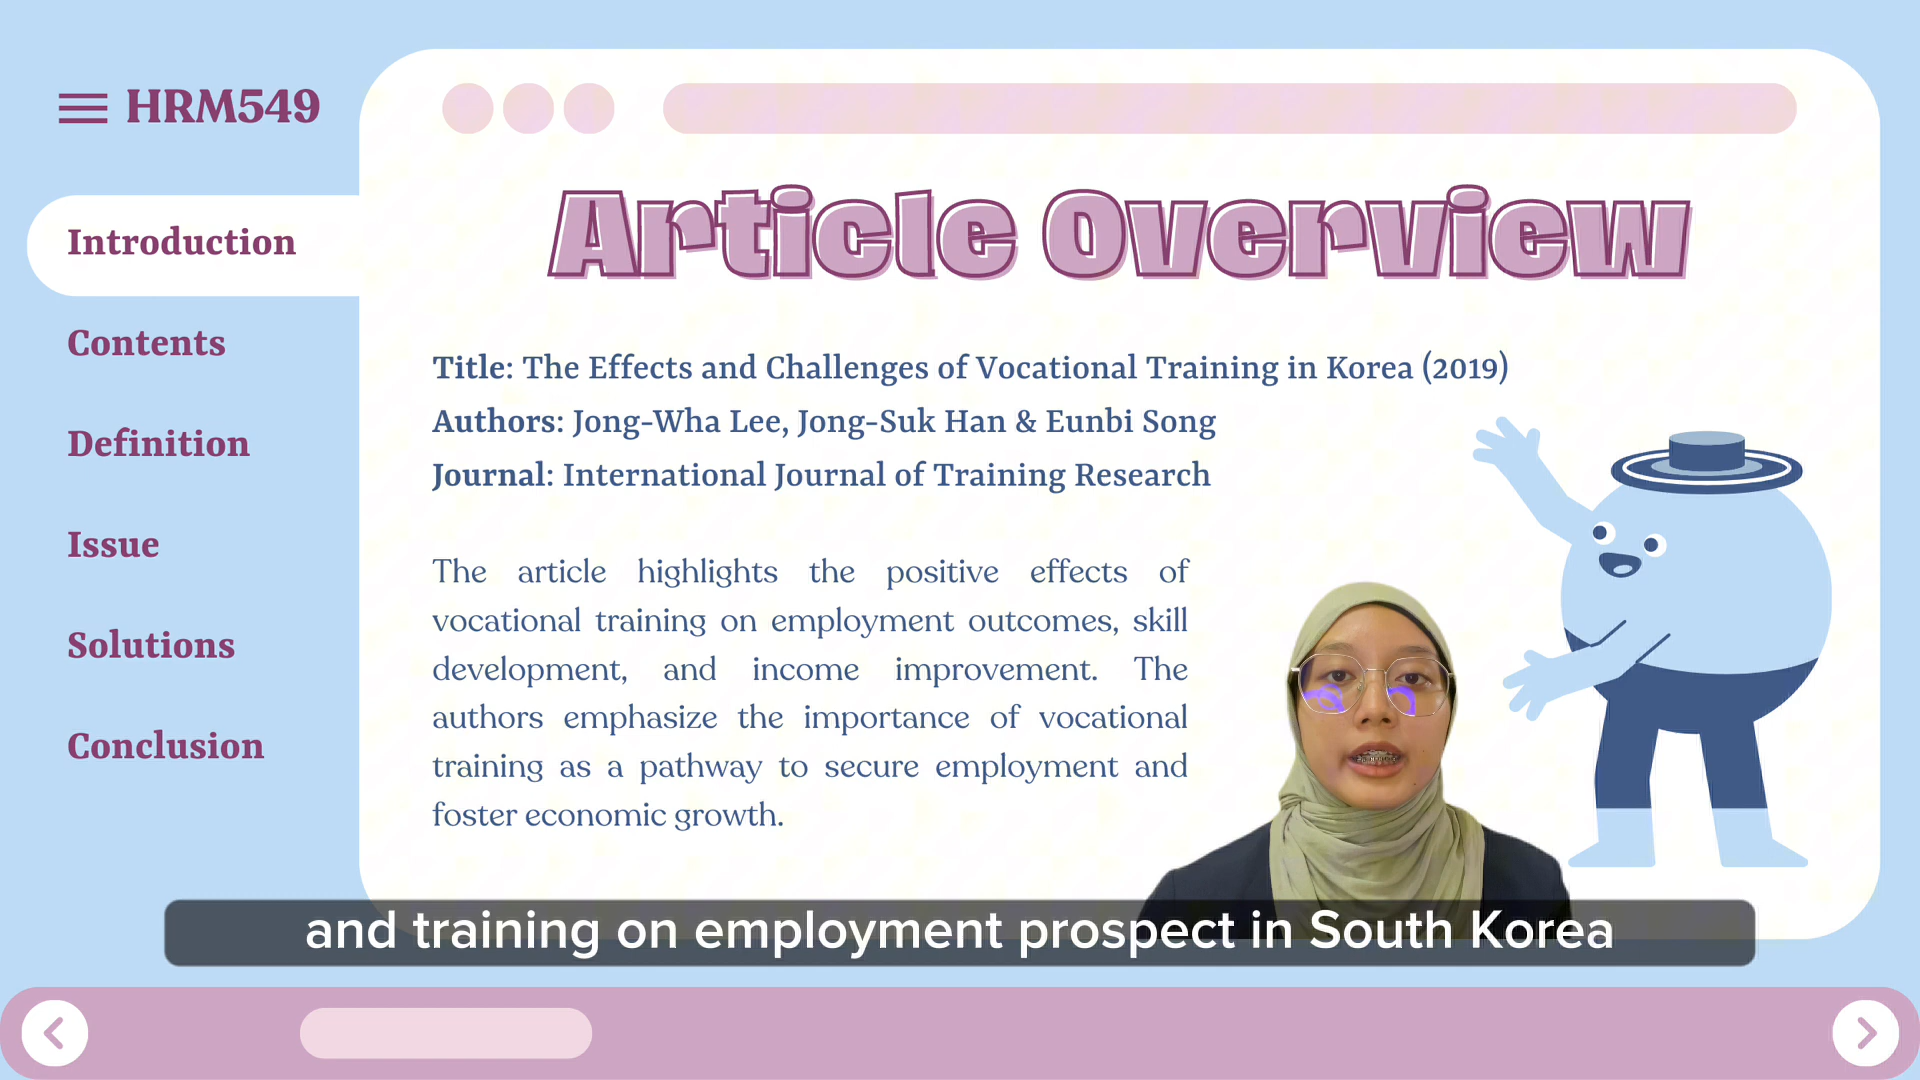 HRM549
Introduction
Contents
Definition
Issue
Solutions
Conclusion
Article Overview
Title: The Effects and Challenges of Vocational Training in Korea (2019)
Authors: Jong-Wha Lee, Jong-Suk Han & Eunbi Song
Journal: International Journal of Training Research
The article highlights the positive effects of
vocational training on employment outcomes, skill
development, and income improvement. The
authors emphasize the importance of vocational
training as a pathway to secure employment and
foster economic growth.
and training on employment prospect in South Korea